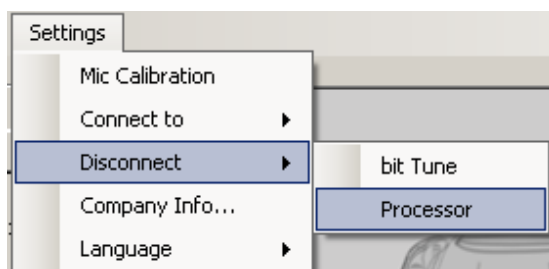 Settings
Mic Calibration
Connect to
Disconnect
bit Tune
Company Info...
Processor
Language